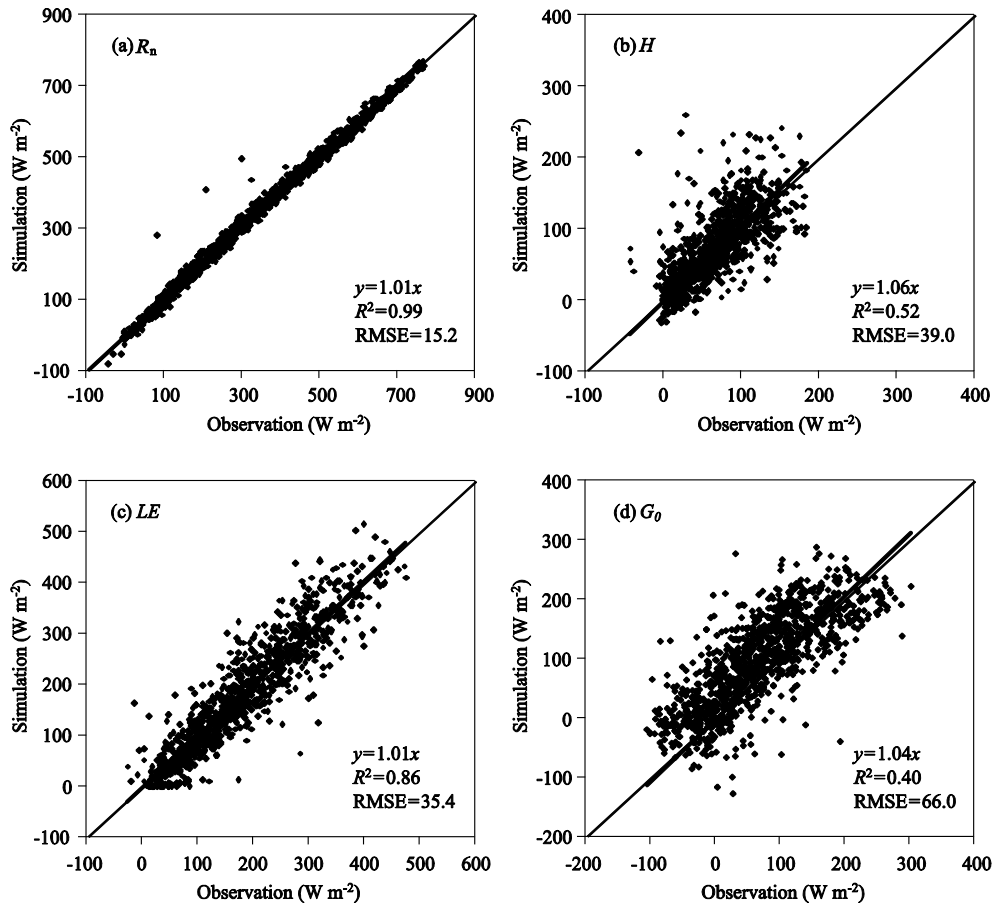 (a) Rn
900
700
500
300
100
-100
Simulation (W m-2)
y=1.01x
R2=0.99
RMSE=15.2
-100 100 300 500 700 900
Observation (W m-2)
(b) H
400
300
200
100
0
-100
Simulation (W m-2)
y=1.06x
R2=0.52
RMSE=39.0
-100 0 100 200 300 400
Observation (W m-2)
(c) LE
600
500
400
300
200
100
0
-100
Simulation (W m-2)
y=1.01x
R2=0.86
RMSE=35.4
-100 0 100 200 300 400 500 600
Observation (W m-2)
(d) G0
400
300
200
100
0
-100
-200
Simulation (W m-2)
y=1.04x
R2=0.40
RMSE=66.0
-200 -100 0 100 200 300 400
Observation (W m-2)